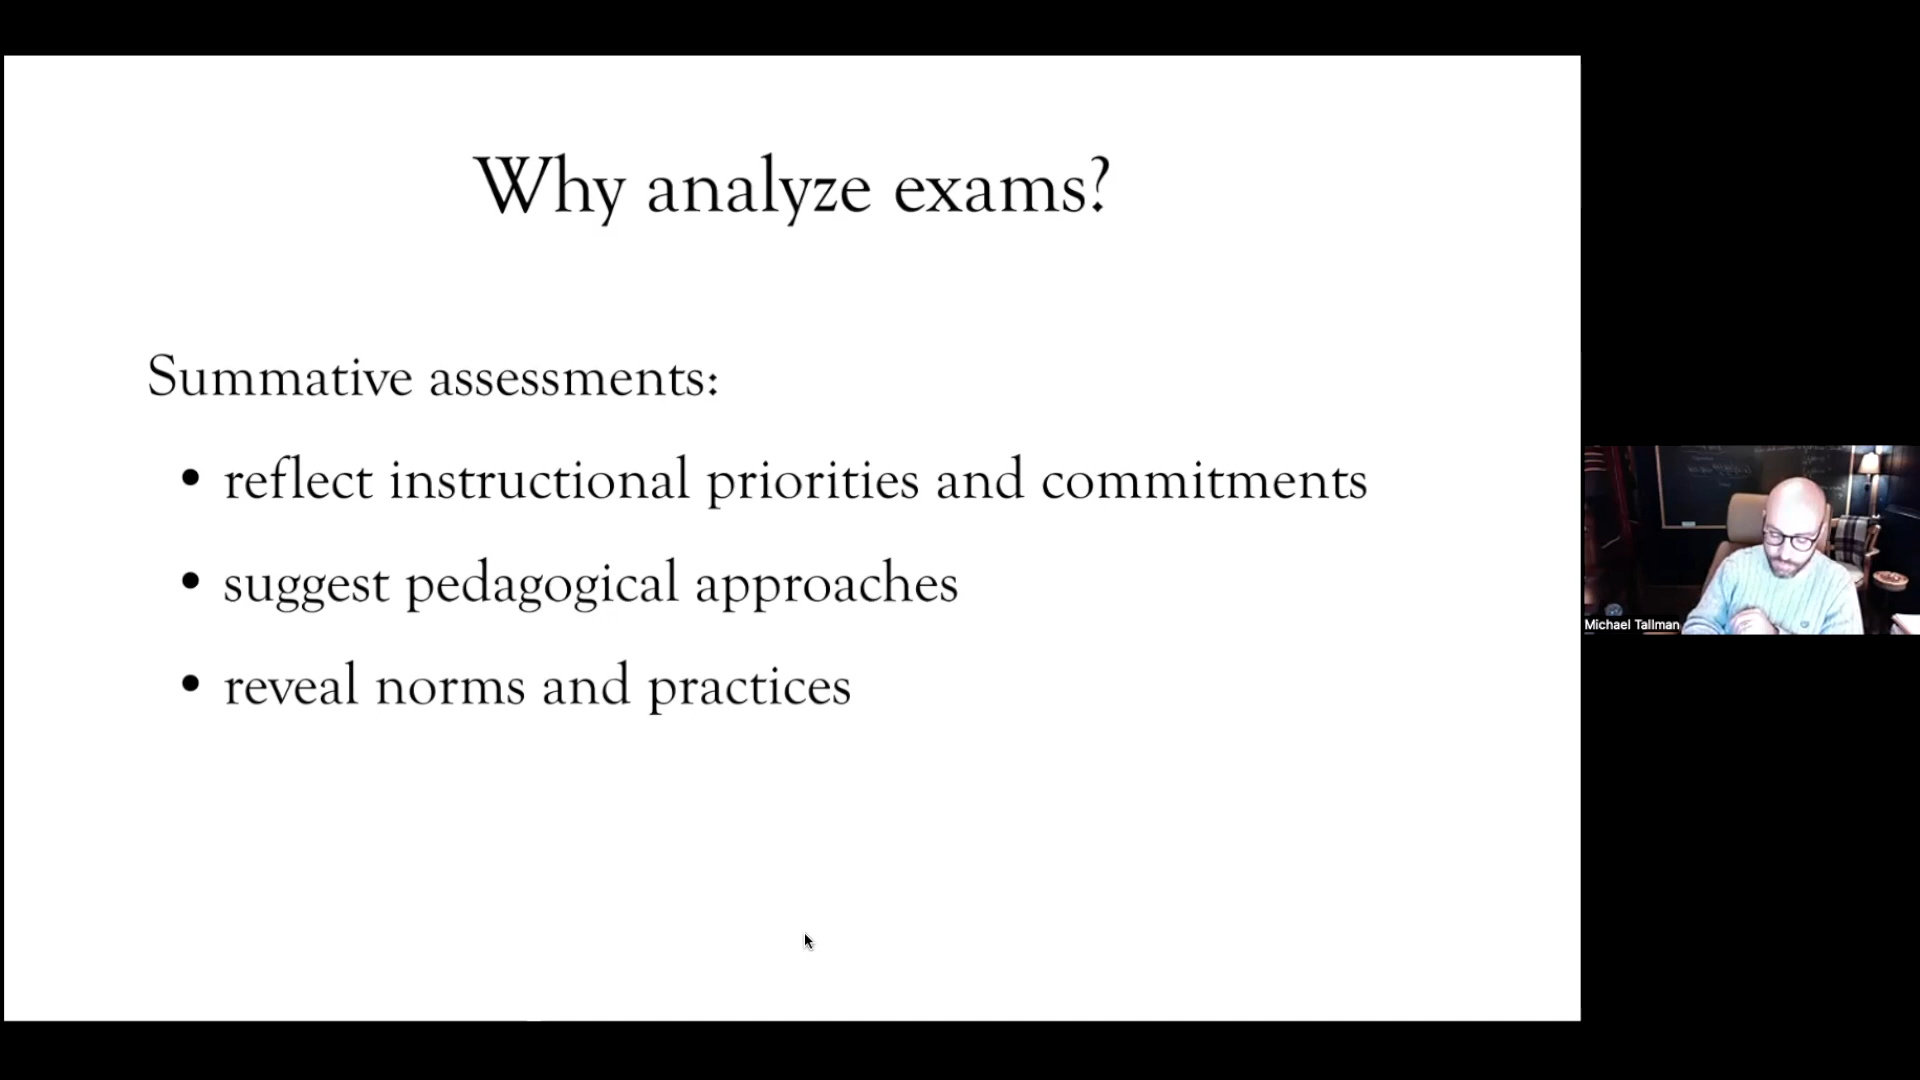 Why analyze exams?
Summative assessments:
• reflect instructional priorities and commitments
• suggest pedagogical approaches
• reveal norms and practices
Michael Tallman